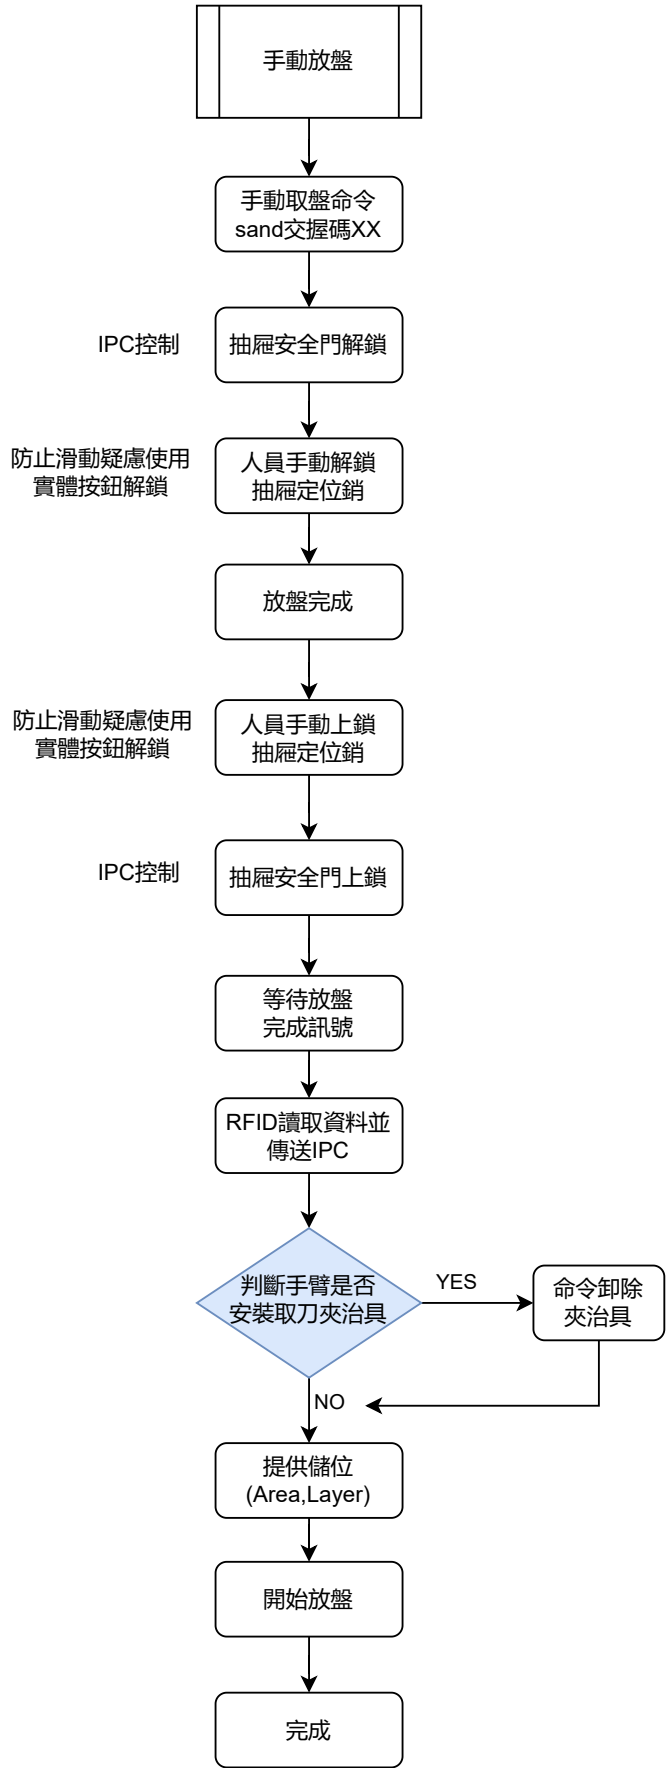 手動放盤
手動取盤命令
sand交握碼XX
IPC控制
抽屜安全門解鎖
防止滑動疑慮使用
實體按鈕解鎖
人員手動解鎖
抽屜定位銷
放盤完成
防止滑動疑慮使用
實體按鈕解鎖
人員手動上鎖
抽屜定位銷
IPC控制
抽屜安全門上鎖
等待放盤
完成訊號
RFID讀取資料並
傳送IPC
判斷手臂是否
安裝取刀夾治具
YES
命令卸除
夾治具
NO
提供儲位
(Area,Layer)
開始放盤
完成